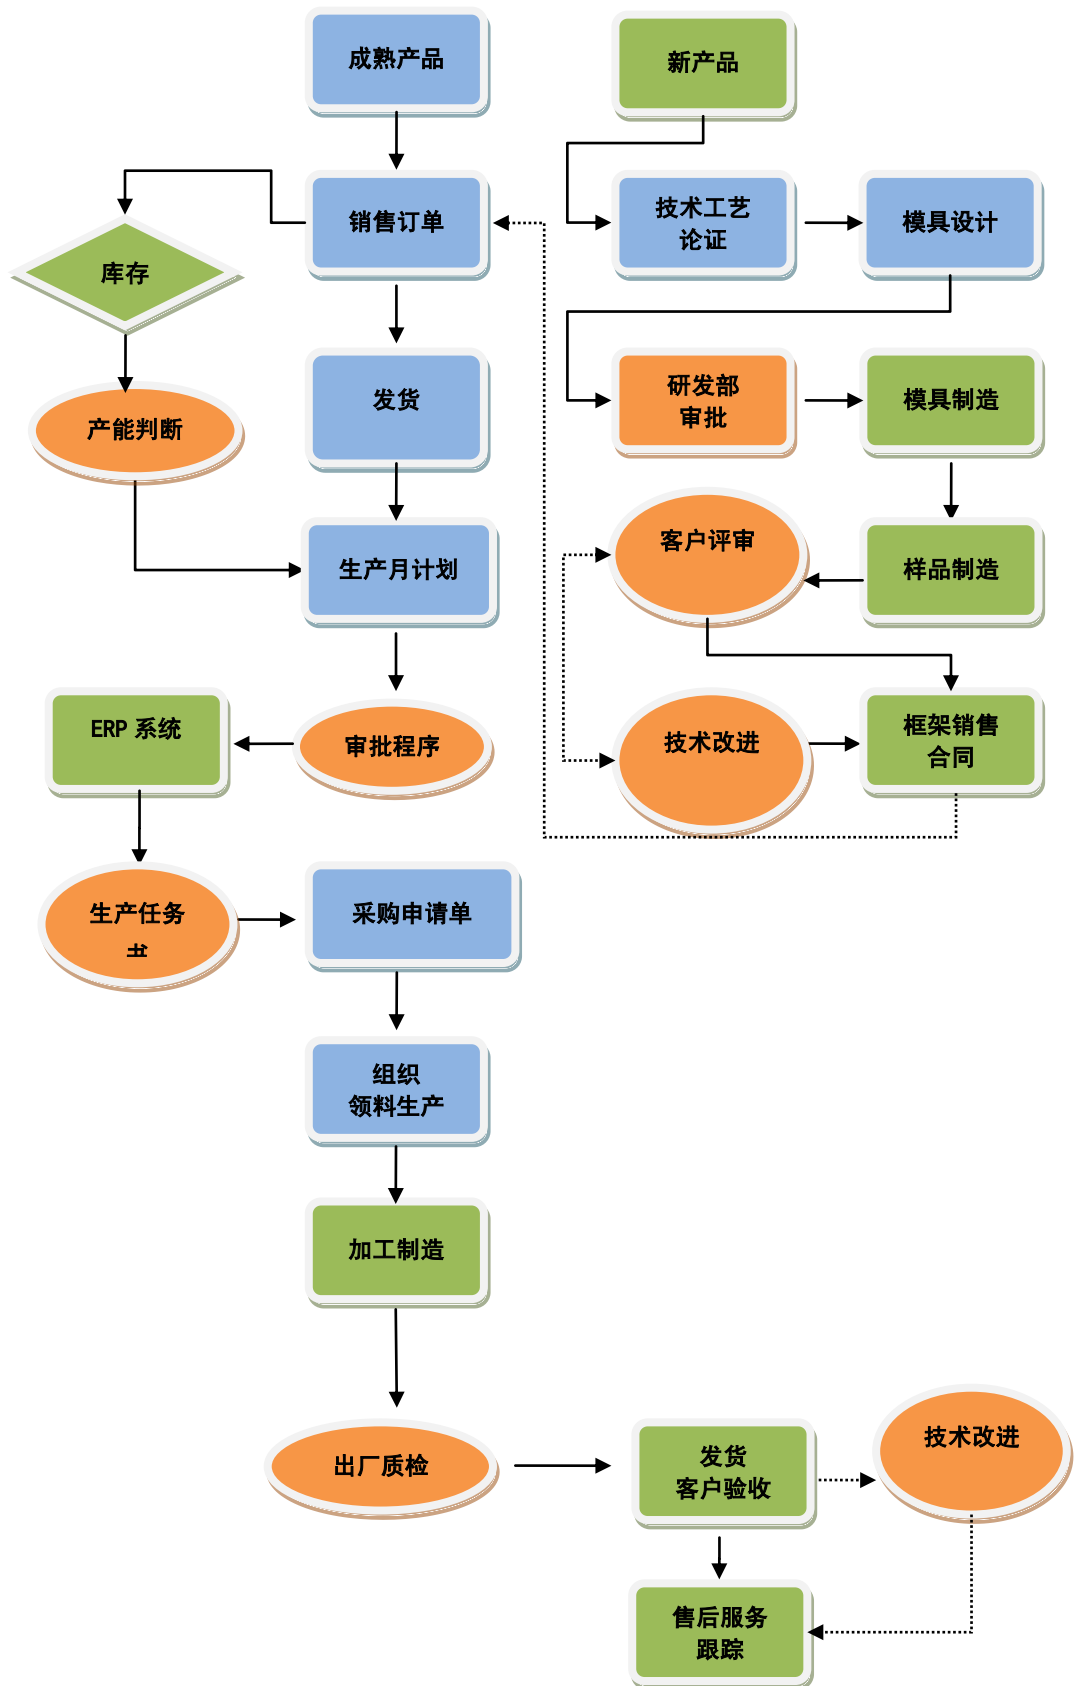 成熟产品
新产品
销售订单
技术工艺
论证
模具设计
库存
发货
研发部
审批
模具制造
产能判断
客户评审
生产月计划
样品制造
ERP 系统
审批程序
技术改进
框架销售
合同
生产任务
书
采购申请单
组织
领料生产
加工制造
出厂质检
发货
客户验收
技术改进
售后服务
跟踪